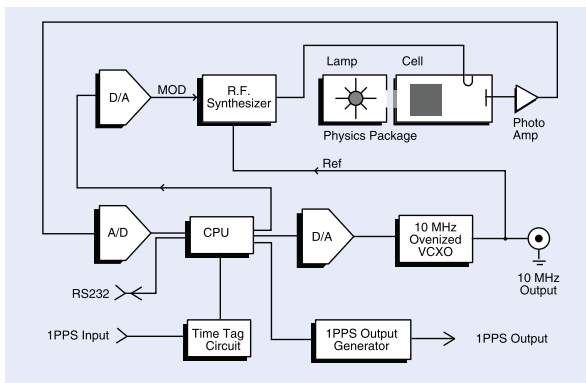 Lamp
Cell
D/A
MOD
R.F.
Synthesizer
Physics Package
Photo
Amp
Ref
A/D
CPU
D/A
10 MHz
Ovenized
VCXO
10 MHz
Output
RS232
1PPS Input
Time Tag
Circuit
1PPS Output
Generator
1PPS Output